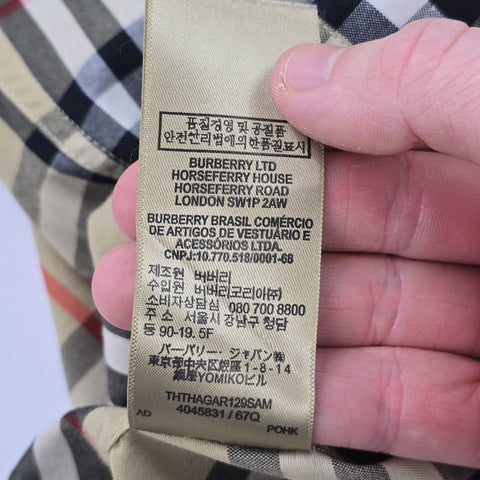 품질경영 및 공질품
안전산리법에의한품질표시
BURBERRY LTD
HORSEFERRY HOUSE
HORSEFERRY ROAD
LONDON SW1P 2AW
BURBERRY BRASIL COMÉRCIO
DE ARTIGOS DE VESTUÁRIO E
ACESSÓRIOS LTDA.
CNPJ:10.770.518/0001-68
제조원 버버리
수입원 버버리코리아㈜
소비자상담실 080 700 8800
주소 서울시강남구청담
동 90-19. 5F
バーバリー・ジャパン㈱
東京都中央区銀座 1-8-14
銀座YOMIKOビル
THTHAGAR129SAM
4045831 / 67Q
AD
POHK